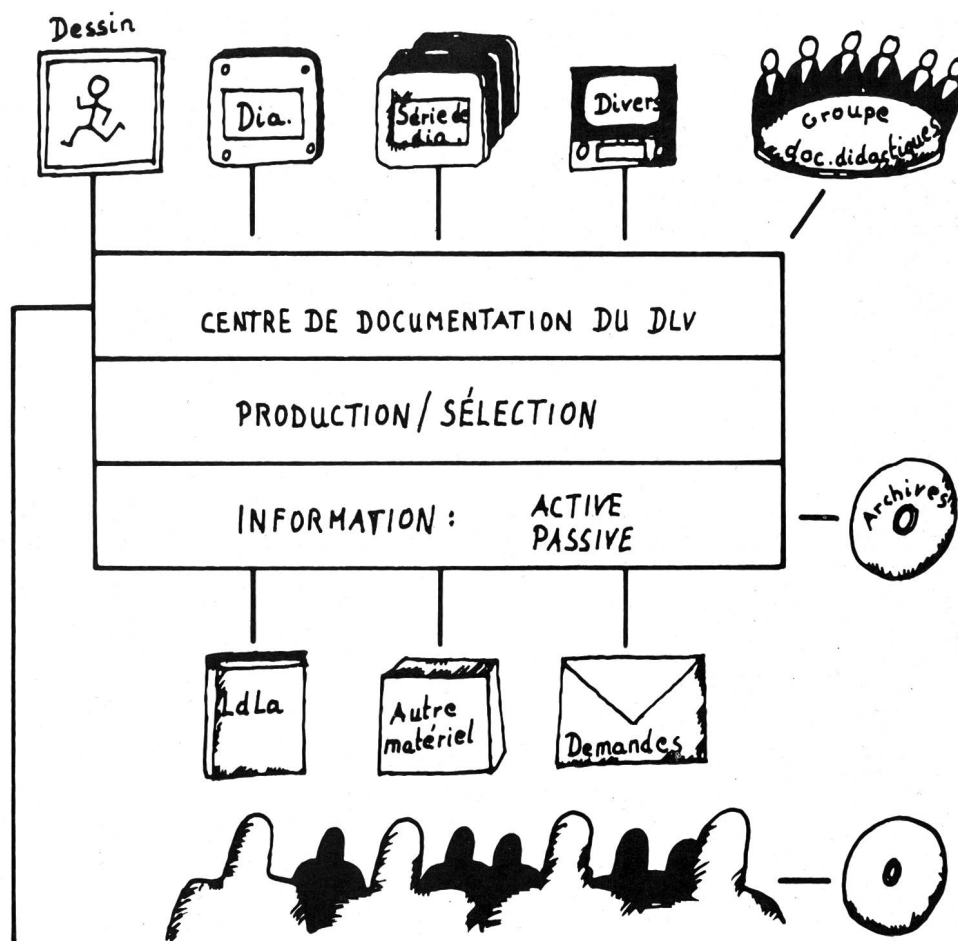 Dessin
Dia.
Série de
dia.
Divers
Groupe
doc. didactiques
CENTRE DE DOCUMENTATION DU DLV
PRODUCTION / SÉLECTION
INFORMATION : ACTIVE
PASSIVE
Archives
LdLa
Autre
matériel
Demandes